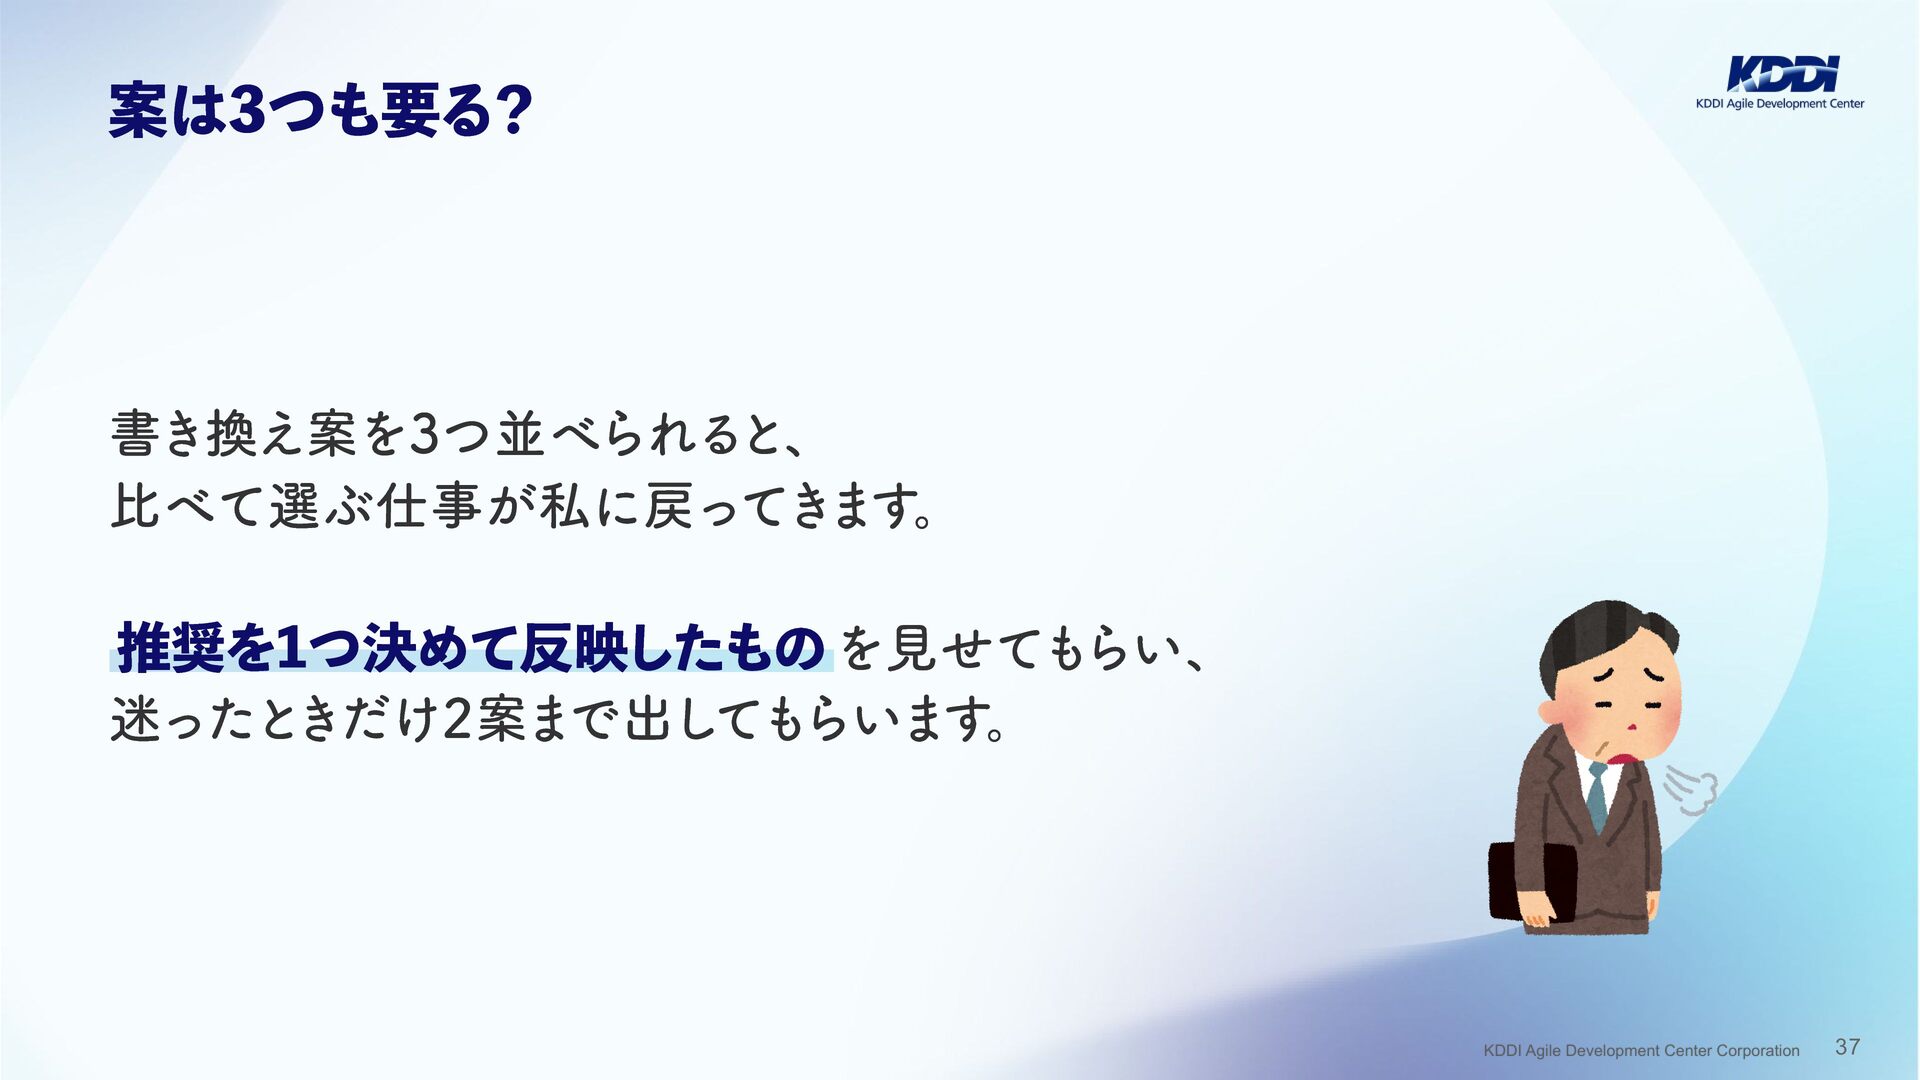 案は3つも要る?
KDDI
KDDI Agile Development Center
書き換え案を3つ並べられると、
比べて選ぶ仕事が私に戻ってきます。
推奨を1つ決めて反映したものを見せてもらい、
迷ったときだけ2案まで出してもらいます。
KDDI Agile Development Center Corporation 37